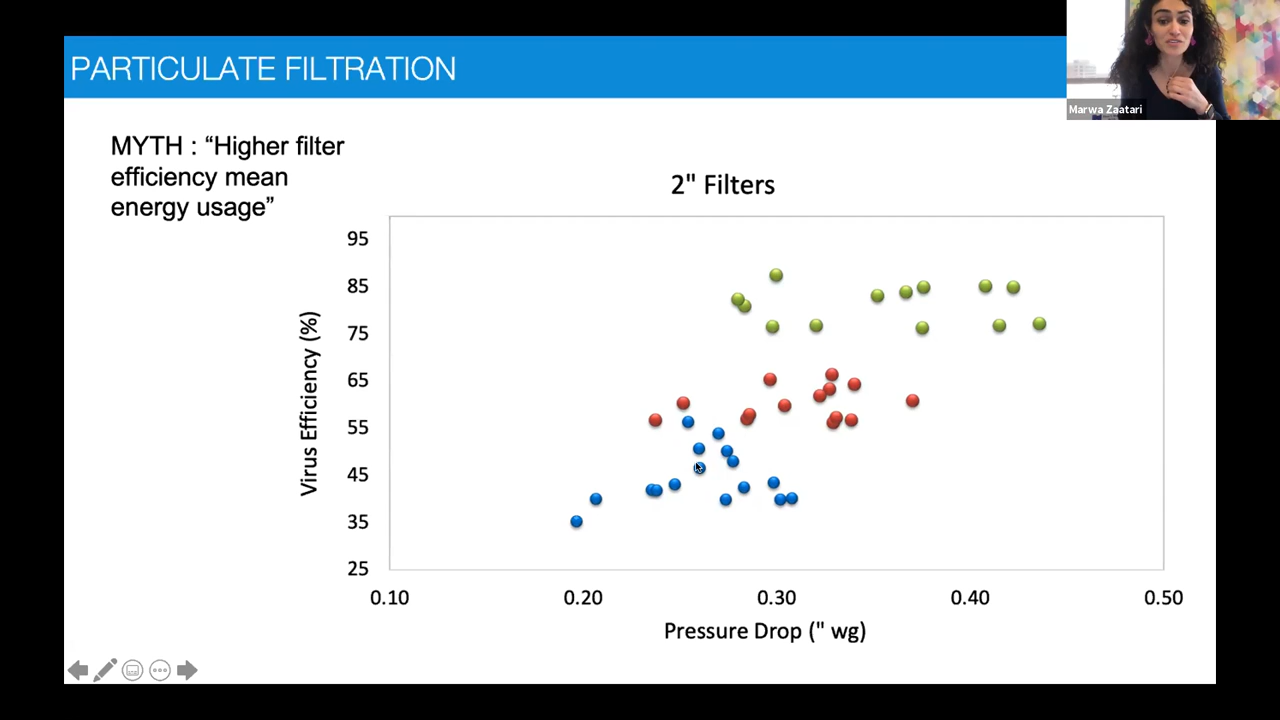 PARTICULATE FILTRATION
Marwa Zaatari
MYTH : “Higher filter
efficiency mean
energy usage”
2" Filters
95
85
75
65
55
45
35
25
Virus Efficiency (%)
0.10 0.20 0.30 0.40 0.50
Pressure Drop (" wg)